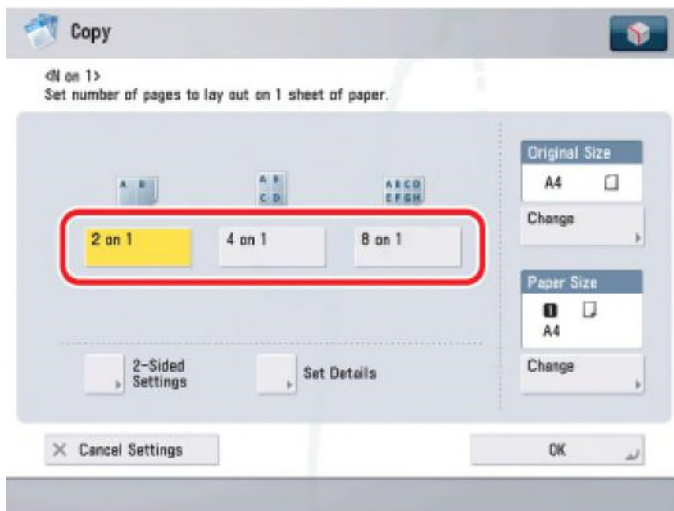 Copy
<N on 1>
Set number of pages to lay out on 1 sheet of paper.
Original Size
A4
Change
A B
A B
C D
A B C D
E F G H
2 on 1
4 on 1
8 on 1
Paper Size
1
A4
Change
2-Sided
Settings
Set Details
Cancel Settings
OK